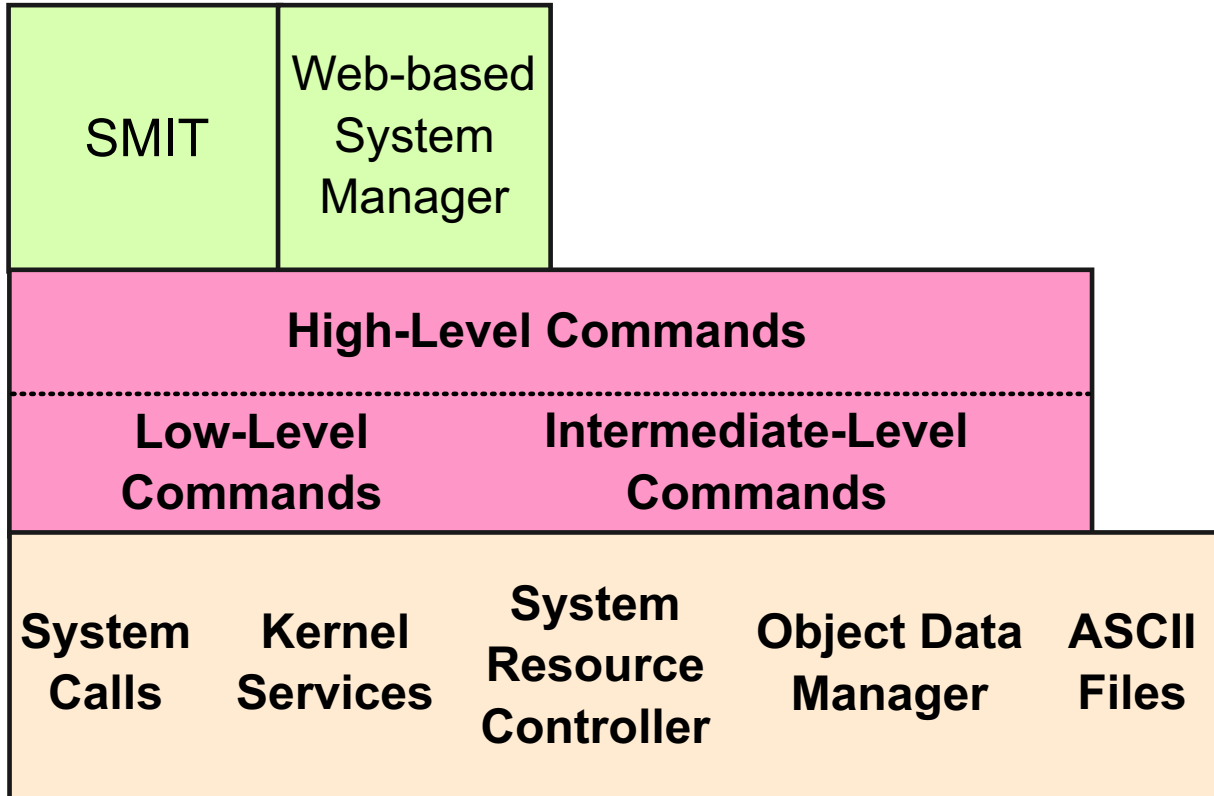 SMIT
Web-based
System
Manager
High-Level Commands
Low-Level
Commands
Intermediate-Level
Commands
System
Calls
Kernel
Services
System
Resource
Controller
Object Data
Manager
ASCII
Files